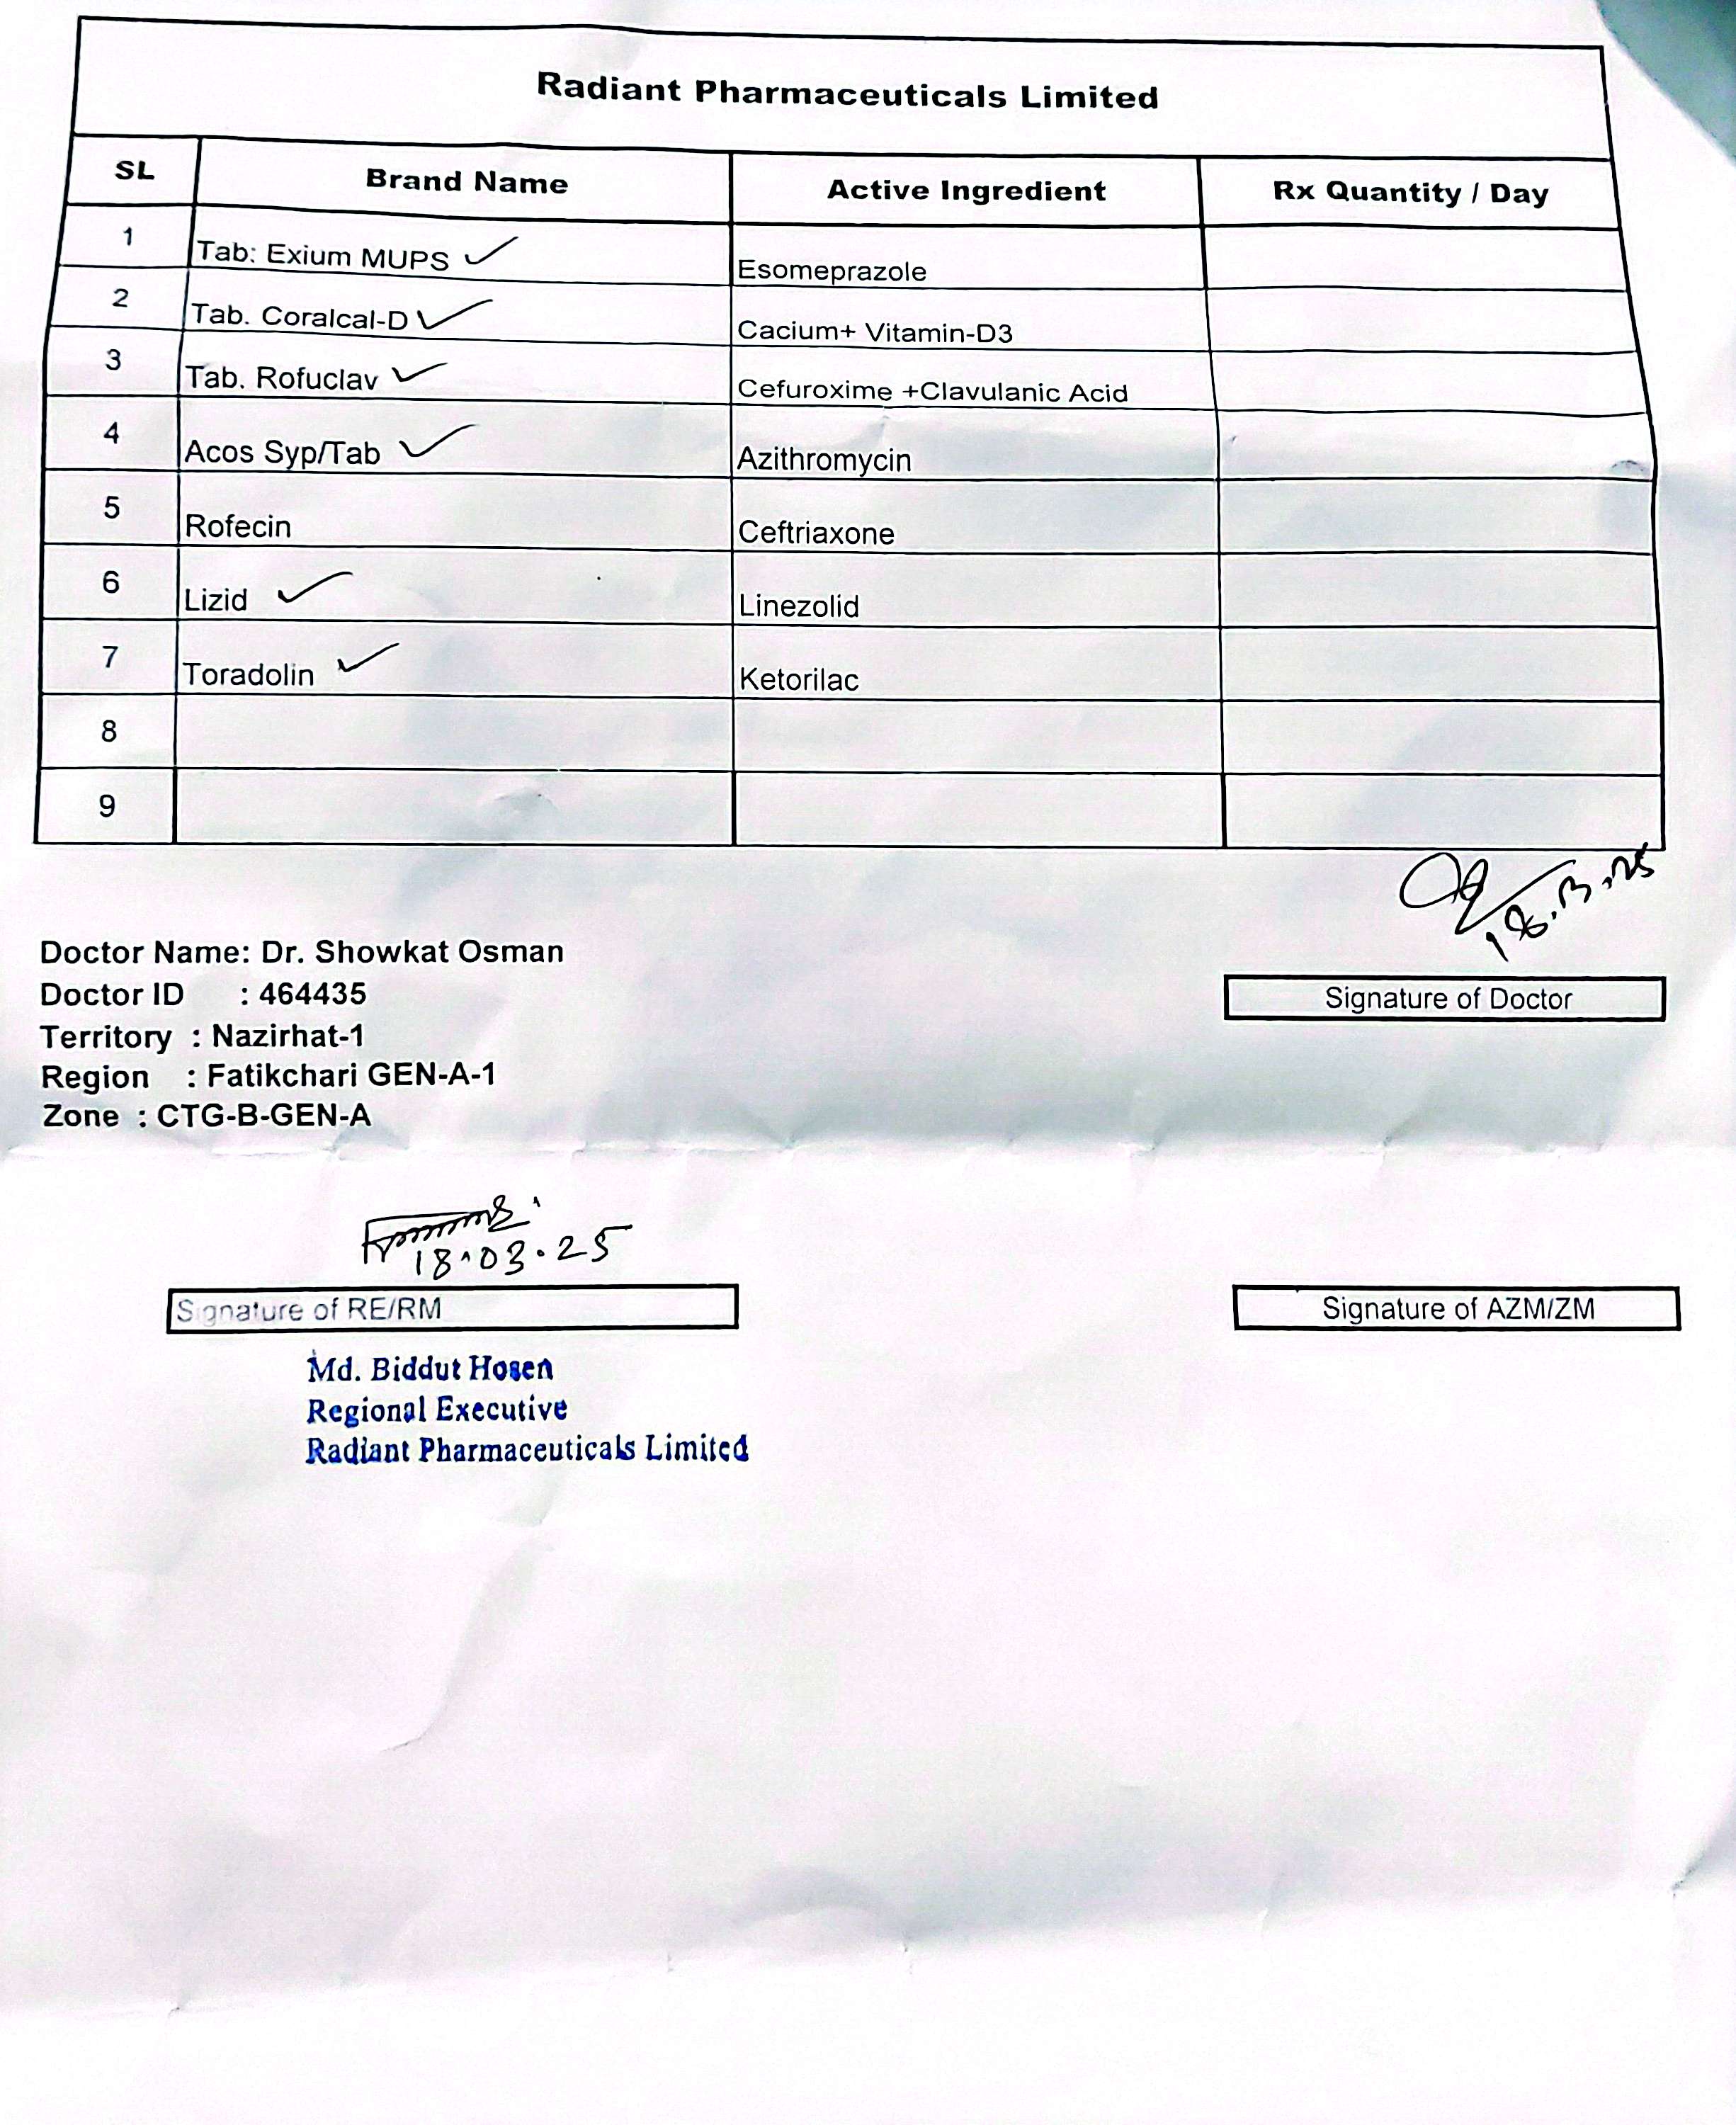 Radiant Pharmaceuticals Limited
SL Brand Name Active Ingredient Rx Quantity / Day
1 Tab: Exium MUPS ✓ Esomeprazole
2 Tab. Coralcal-D ✓ Cacium+ Vitamin-D3
3 Tab. Rofuclav ✓ Cefuroxime +Clavulanic Acid
4 Acos Syp/Tab ✓ Azithromycin
5 Rofecin Ceftriaxone
6 Lizid ✓ Linezolid
7 Toradolin ✓ Ketorilac
8
9
18.3.25
Doctor Name: Dr. Showkat Osman
Doctor ID : 464435
Signature of Doctor
Territory : Nazirhat-1
Region : Fatikchari GEN-A-1
Zone : CTG-B-GEN-A
18.03.25
Signature of RE/RM
Signature of AZM/ZM
Md. Biddut Hosen
Regional Executive
Radiant Pharmaceuticals Limited